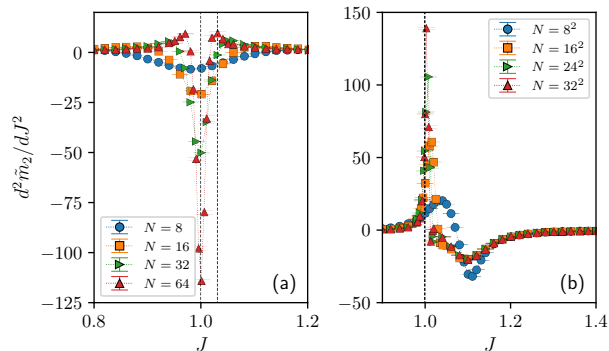 d²m̃₂/dJ²
0
−25
−50
−75
−100
−125
N = 8
N = 16
N = 32
N = 64
(a)
0.8
1.0
1.2
J
150
100
50
0
−50
N = 8²
N = 16²
N = 24²
N = 32²
(b)
1.0
1.2
1.4
J